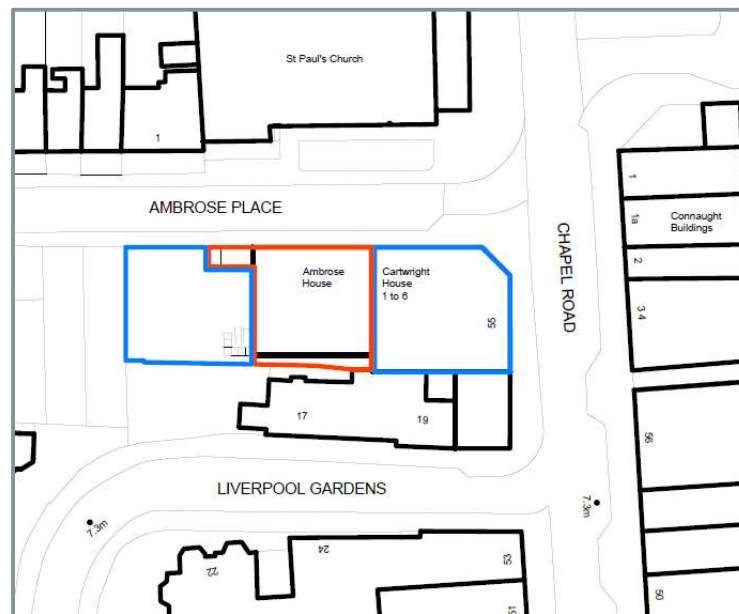 St Paul's Church
1
AMBROSE PLACE
1
1a
Connaught
Buildings
2
3 4
CHAPEL ROAD
Ambrose
House
Cartwright
House
1 to 6
55
17
19
56
LIVERPOOL GARDENS
7.3m
7.3m
22
24
53
51
50